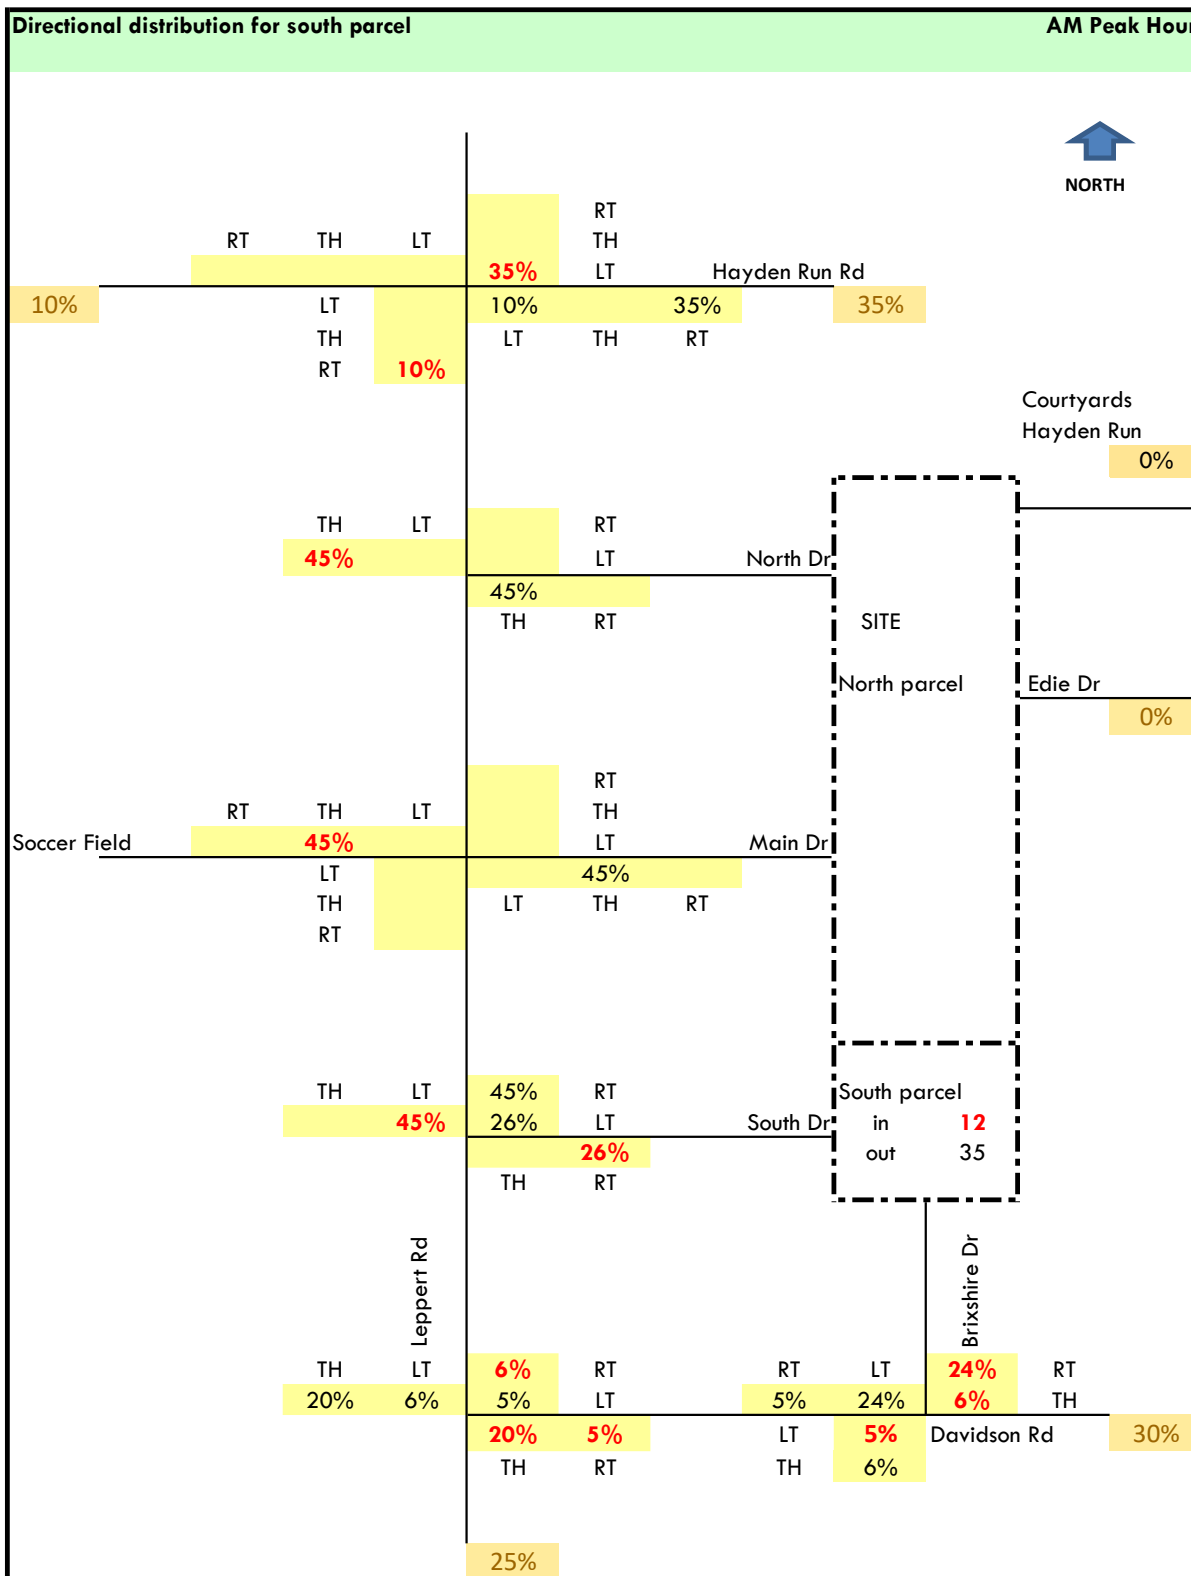 Directional distribution for south parcel AM Peak Hour
NORTH
RT
RT TH LT TH
35% LT Hayden Run Rd
10% LT 10% 35% 35%
TH LT TH RT
RT 10%
Courtyards
Hayden Run
0%
TH LT RT
45% LT North Dr
45%
TH RT SITE
North parcel Edie Dr
0%
RT
RT TH LT TH
Soccer Field 45% LT Main Dr
LT 45%
TH LT TH RT
RT
TH LT 45% RT South parcel
45% 26% LT South Dr in 12
26% out 35
TH RT
Leppert Rd
Brixshire Dr
TH LT 6% RT RT LT 24% RT
20% 6% 5% LT 5% 24% 6% TH
20% 5% LT 5% Davidson Rd 30%
TH RT TH 6%
25%